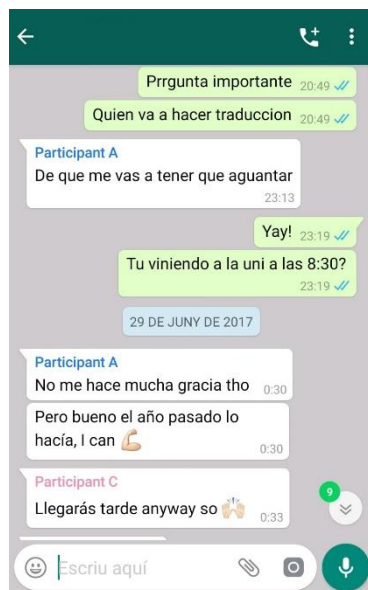 Prrgunta importante 20:49
Quien va a hacer traduccion 20:49
Participant A
De que me vas a tener que aguantar
23:13
Yay! 23:19
Tu viniendo a la uni a las 8:30?
23:19
29 DE JUNY DE 2017
Participant A
No me hace mucha gracia tho 0:30
Pero bueno el año pasado lo
hacía, I can 💪🏻
0:30
Participant C
Llegarás tarde anyway so 🙌🏻 0:33
9
Escriu aquí